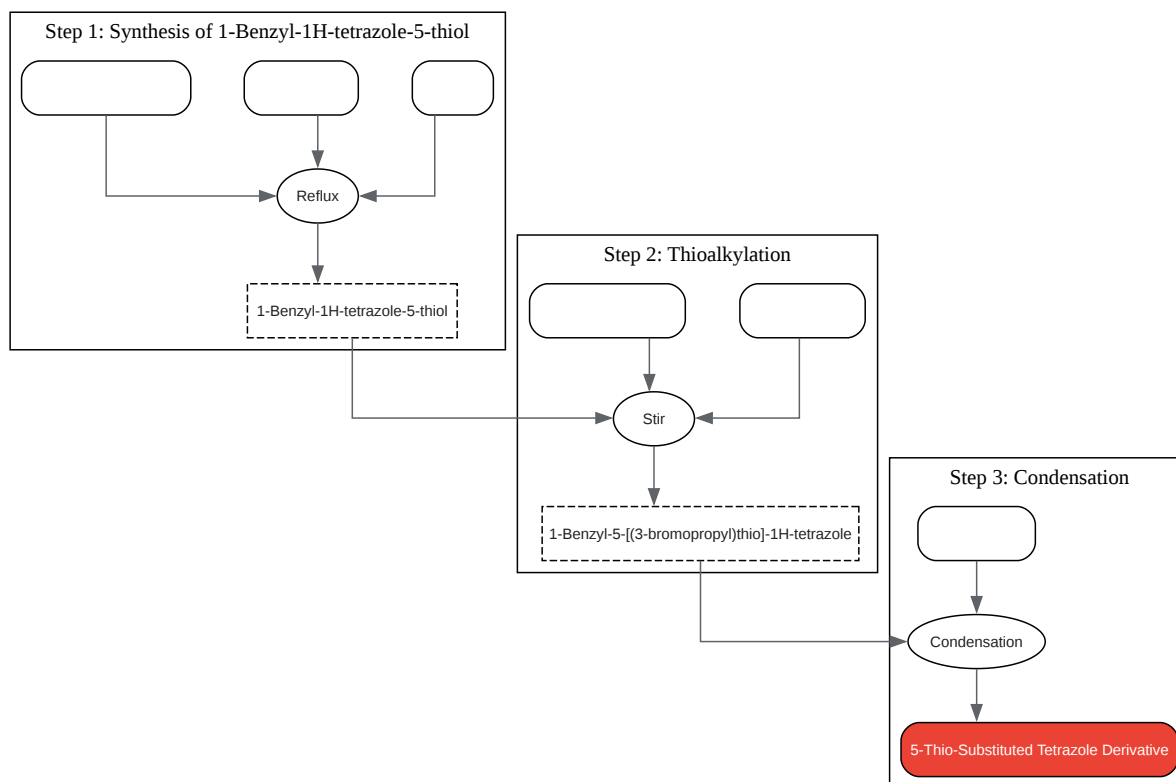 Step 1: Synthesis of 1-Benzyl-1H-tetrazole-5-thiol
Reflux
1-Benzyl-1H-tetrazole-5-thiol
Step 2: Thioalkylation
Stir
1-Benzyl-5-[(3-bromopropyl)thio]-1H-tetrazole
Step 3: Condensation
Condensation
5-Thio-Substituted Tetrazole Derivative